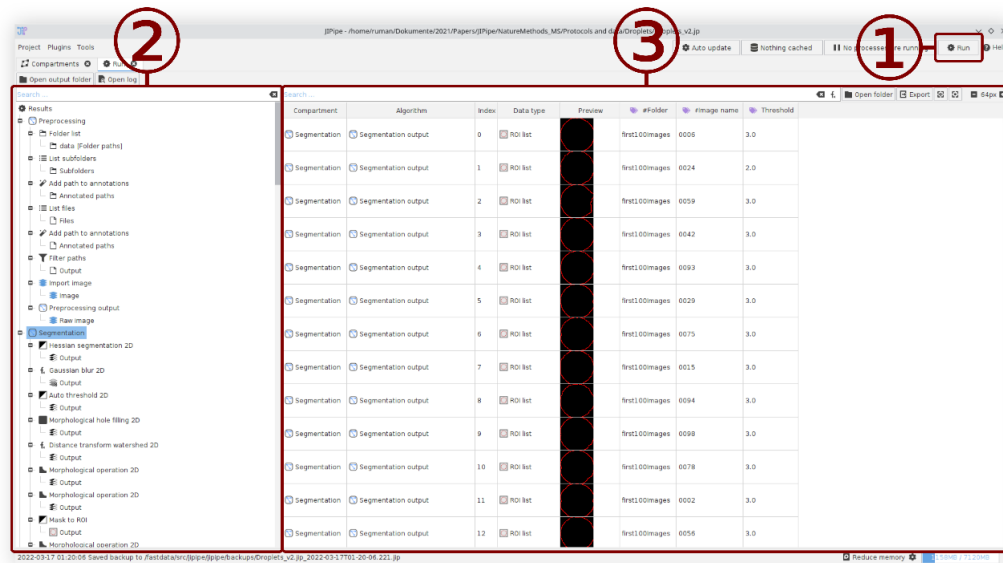 JIPipe - /home/ruman/Dokumente/2021/Papers/JIPipe/NatureMethods_MS/Protocols and data/Droplets/Droplets_v2.jip
Project Plugins Tools
Auto update Nothing cached No processes are running Run
Compartments Run
Open output folder Open log
2 3 1
Search ...
Results
Preprocessing
Folder list
data [Folder paths]
List subfolders
Subfolders
Add path to annotations
Annotated paths
List files
Files
Add path to annotations
Annotated paths
Filter paths
Output
Import image
Image
Preprocessing output
Raw image
Segmentation
Hessian segmentation 2D
Output
Gaussian blur 2D
Output
Auto threshold 2D
Output
Morphological hole filling 2D
Output
Distance transform watershed 2D
Output
Morphological operation 2D
Output
Morphological operation 2D
Output
Mask to ROI
Output
Morphological operation 2D
Search ... Open folder Export 64px
Compartment Algorithm Index Data type Preview #Folder #Image name Threshold
Segmentation Segmentation output 0 ROI list first100Images 0006 3.0
Segmentation Segmentation output 1 ROI list first100Images 0024 2.0
Segmentation Segmentation output 2 ROI list first100Images 0059 3.0
Segmentation Segmentation output 3 ROI list first100Images 0042 3.0
Segmentation Segmentation output 4 ROI list first100Images 0093 3.0
Segmentation Segmentation output 5 ROI list first100Images 0029 3.0
Segmentation Segmentation output 6 ROI list first100Images 0075 3.0
Segmentation Segmentation output 7 ROI list first100Images 0015 3.0
Segmentation Segmentation output 8 ROI list first100Images 0094 3.0
Segmentation Segmentation output 9 ROI list first100Images 0098 3.0
Segmentation Segmentation output 10 ROI list first100Images 0078 3.0
Segmentation Segmentation output 11 ROI list first100Images 0002 3.0
Segmentation Segmentation output 12 ROI list first100Images 0056 3.0
2022-03-17 01:20:06 Saved backup to /fastdata/src/jipipe/jipipe/backups/Droplets_v2.jip_2022-03-17T01-20-06.221.jip
Reduce memory / 7120MB